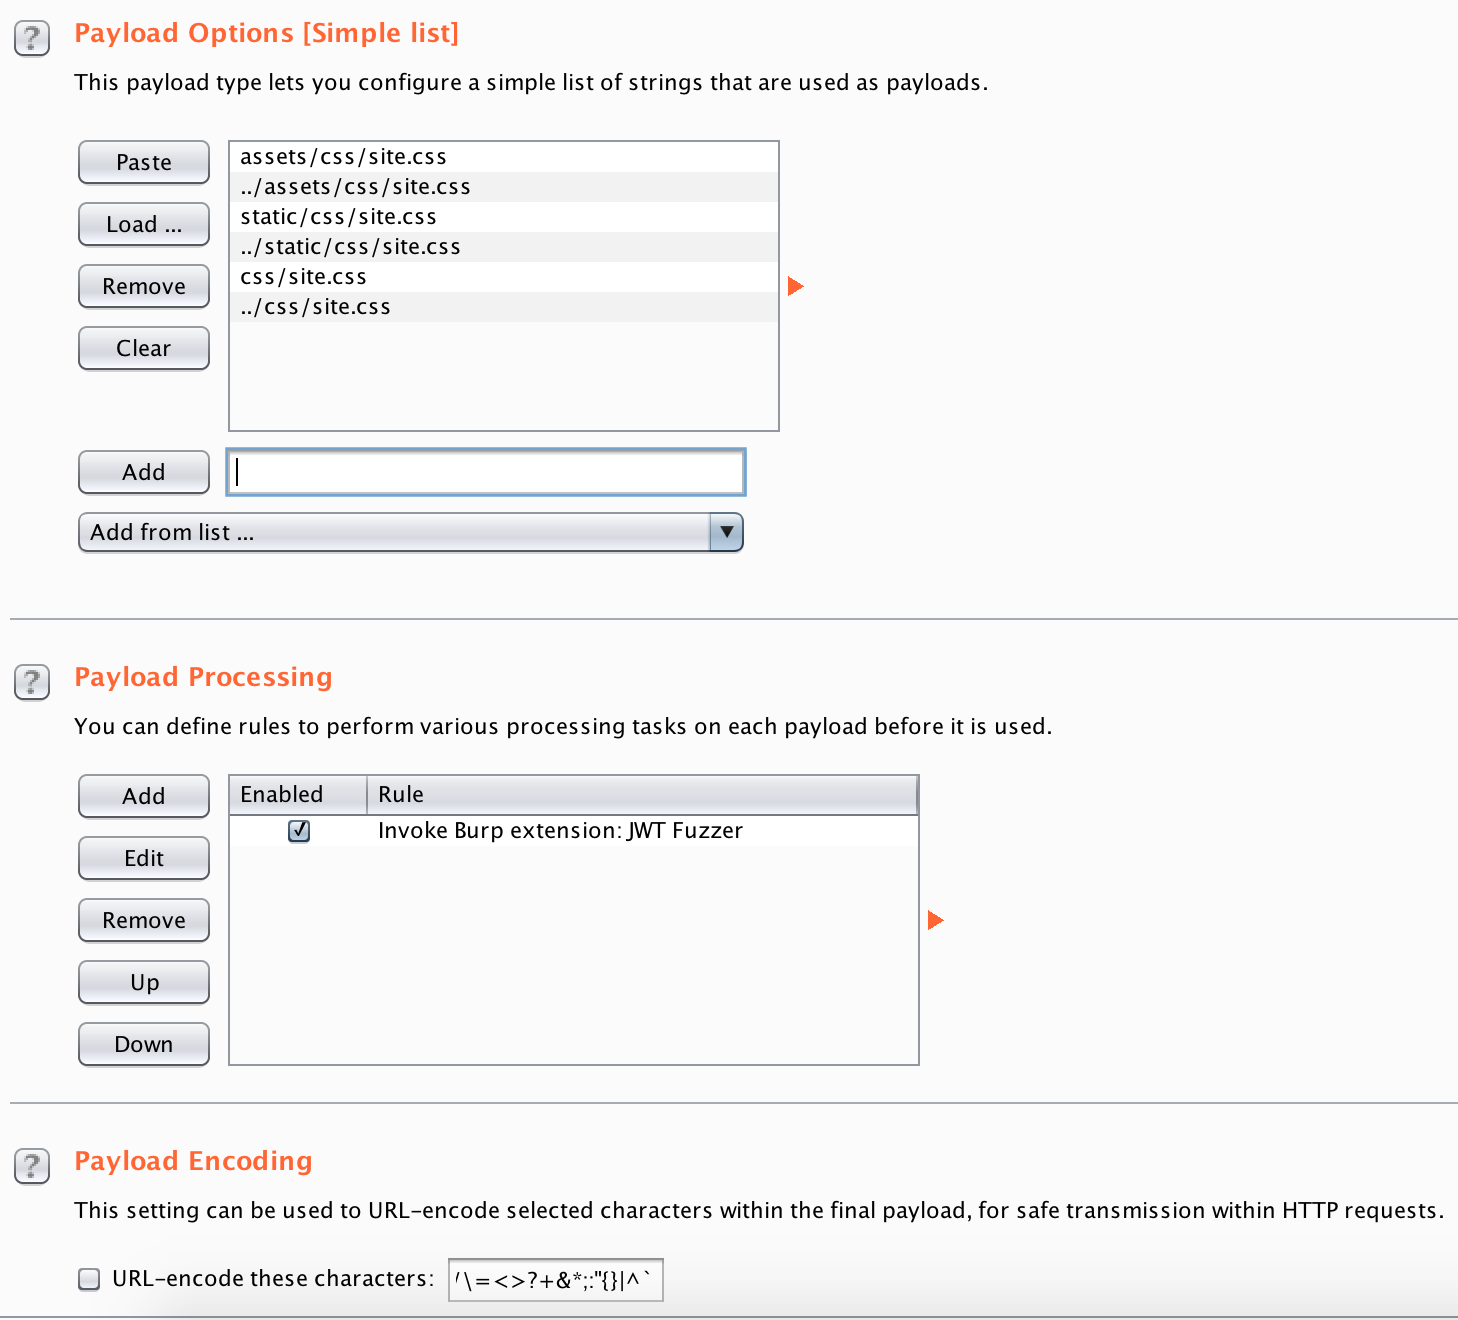 ?
Payload Options [Simple list]
This payload type lets you configure a simple list of strings that are used as payloads.
Paste
Load ...
Remove
Clear
assets/css/site.css
../assets/css/site.css
static/css/site.css
../static/css/site.css
css/site.css
../css/site.css
Add
Add from list ...
?
Payload Processing
You can define rules to perform various processing tasks on each payload before it is used.
Add
Edit
Remove
Up
Down
Enabled Rule
Invoke Burp extension: JWT Fuzzer
?
Payload Encoding
This setting can be used to URL-encode selected characters within the final payload, for safe transmission within HTTP requests.
URL-encode these characters: /\=<>?+&*;:"{}|^`